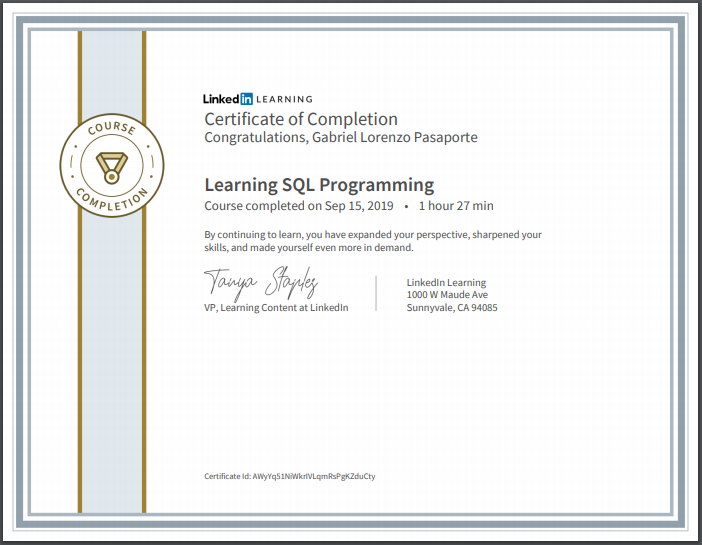 COURSE
COMPLETION
Linked in LEARNING
Certificate of Completion
Congratulations, Gabriel Lorenzo Pasaporte
Learning SQL Programming
Course completed on Sep 15, 2019 • 1 hour 27 min
By continuing to learn, you have expanded your perspective, sharpened your
skills, and made yourself even more in demand.
Tanya Staples
VP, Learning Content at LinkedIn
LinkedIn Learning
1000 W Maude Ave
Sunnyvale, CA 94085
Certificate Id: AWyYq51NiWkrIVLqmRsPgKZduCty